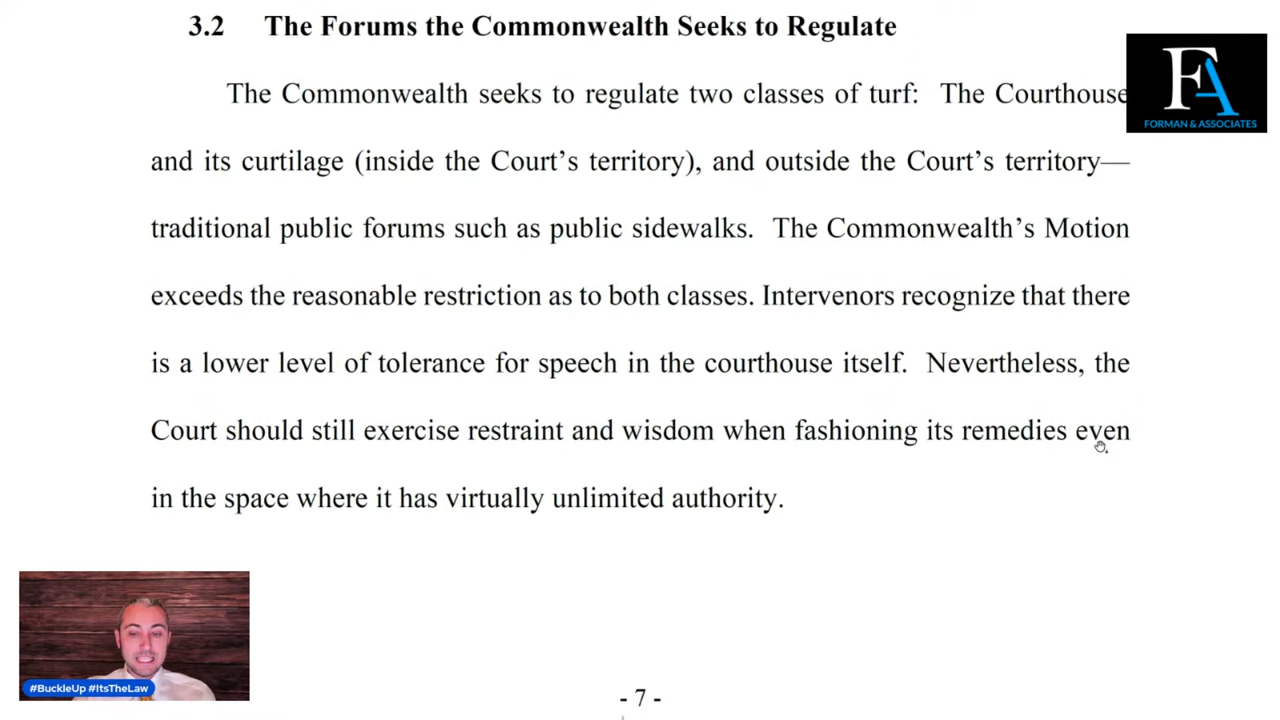 3.2 The Forums the Commonwealth Seeks to Regulate
The Commonwealth seeks to regulate two classes of turf: The Courthouse
and its curtilage (inside the Court’s territory), and outside the Court’s territory—
traditional public forums such as public sidewalks. The Commonwealth’s Motion
exceeds the reasonable restriction as to both classes. Intervenors recognize that there
is a lower level of tolerance for speech in the courthouse itself. Nevertheless, the
Court should still exercise restraint and wisdom when fashioning its remedies even
in the space where it has virtually unlimited authority.
- 7 -
FA
FORMAN & ASSOCIATES
#BuckleUp #ItsTheLaw